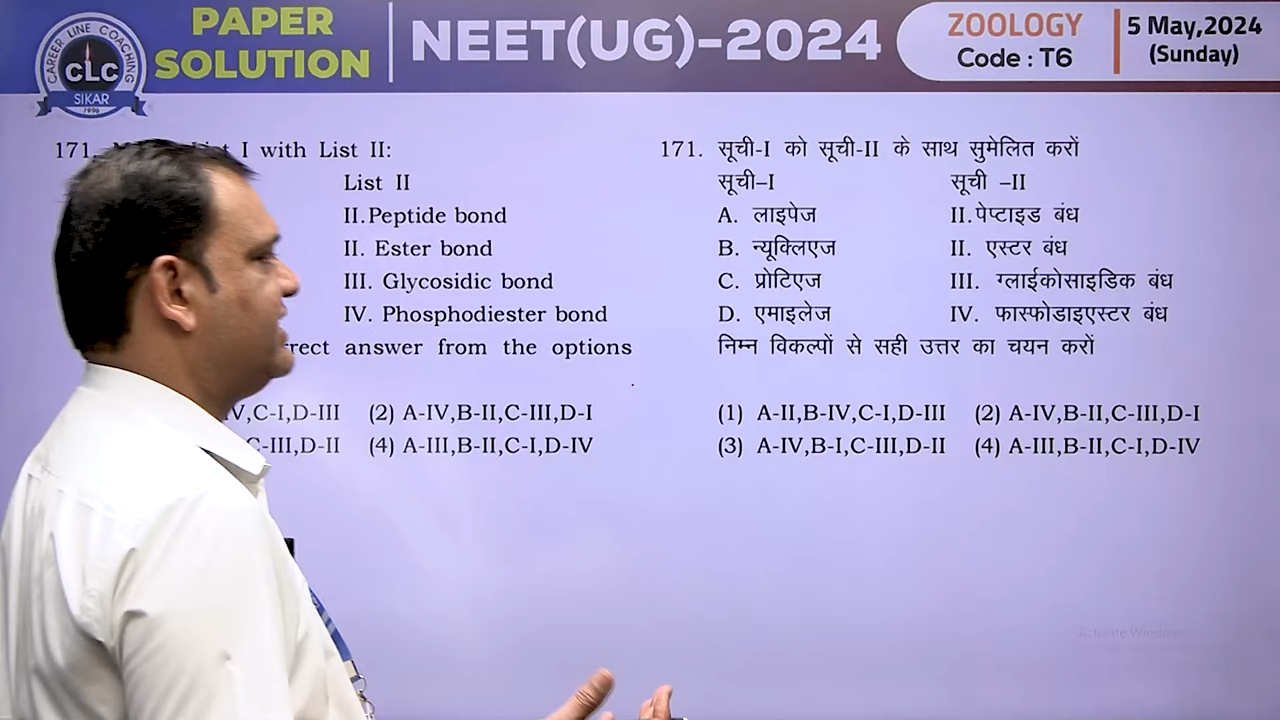 CAREER LINE COACHING
CLC
SIKAR
1996
PAPER
SOLUTION
NEET(UG)-2024
ZOOLOGY
Code : T6
5 May,2024
(Sunday)
171. I with List II:
List II
II.Peptide bond
II. Ester bond
III. Glycosidic bond
IV. Phosphodiester bond
rrect answer from the options
IV,C-I,D-III (2) A-IV,B-II,C-III,D-I
C-III,D-II (4) A-III,B-II,C-I,D-IV
171. सूची-I को सूची-II के साथ सुमेलित करों
सूची–I सूची –II
A. लाइपेज II.पेप्टाइड बंध
B. न्यूक्लिएज II. एस्टर बंध
C. प्रोटिएज III. ग्लाईकोसाइडिक बंध
D. एमाइलेज IV. फास्फोडाइएस्टर बंध
निम्न विकल्पों से सही उत्तर का चयन करों
(1) A-II,B-IV,C-I,D-III (2) A-IV,B-II,C-III,D-I
(3) A-IV,B-I,C-III,D-II (4) A-III,B-II,C-I,D-IV